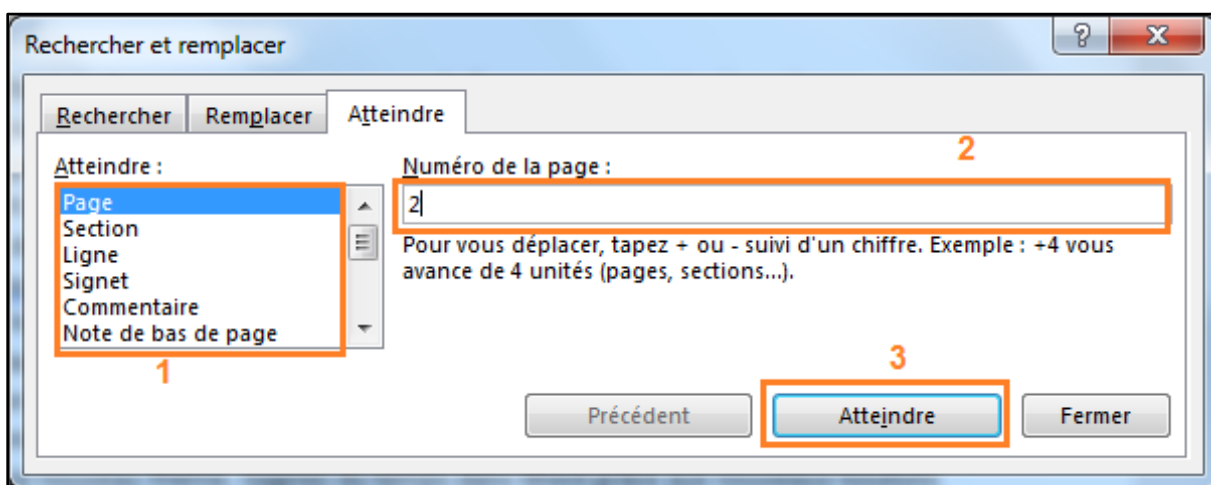 Rechercher et remplacer
Rechercher Remplacer Atteindre
Atteindre :
Numéro de la page :
2
Page
Section
Ligne
Signet
Commentaire
Note de bas de page
1
2
Pour vous déplacer, tapez + ou - suivi d'un chiffre. Exemple : +4 vous
avance de 4 unités (pages, sections...).
3
Précédent Atteindre Fermer